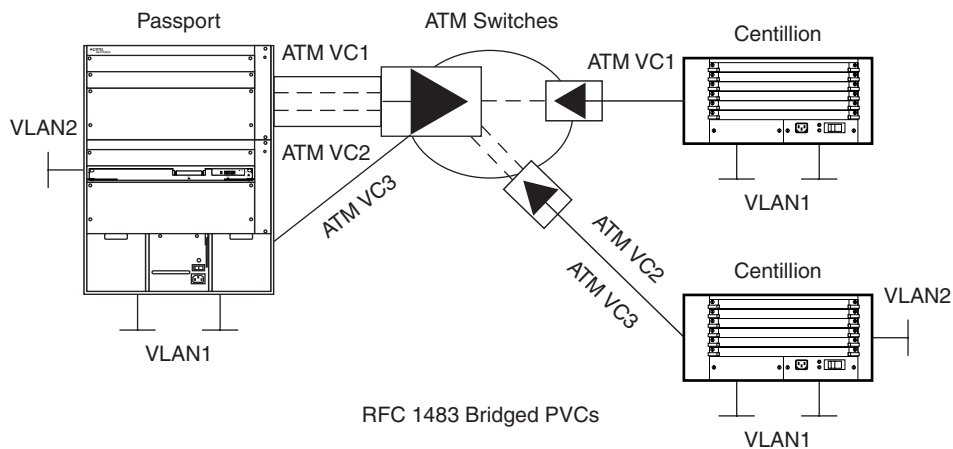 Passport
ATM Switches
Centillion
ATM VC1
ATM VC1
VLAN2
ATM VC2
ATM VC3
VLAN1
ATM VC2
ATM VC3
Centillion
VLAN2
VLAN1
RFC 1483 Bridged PVCs
VLAN1